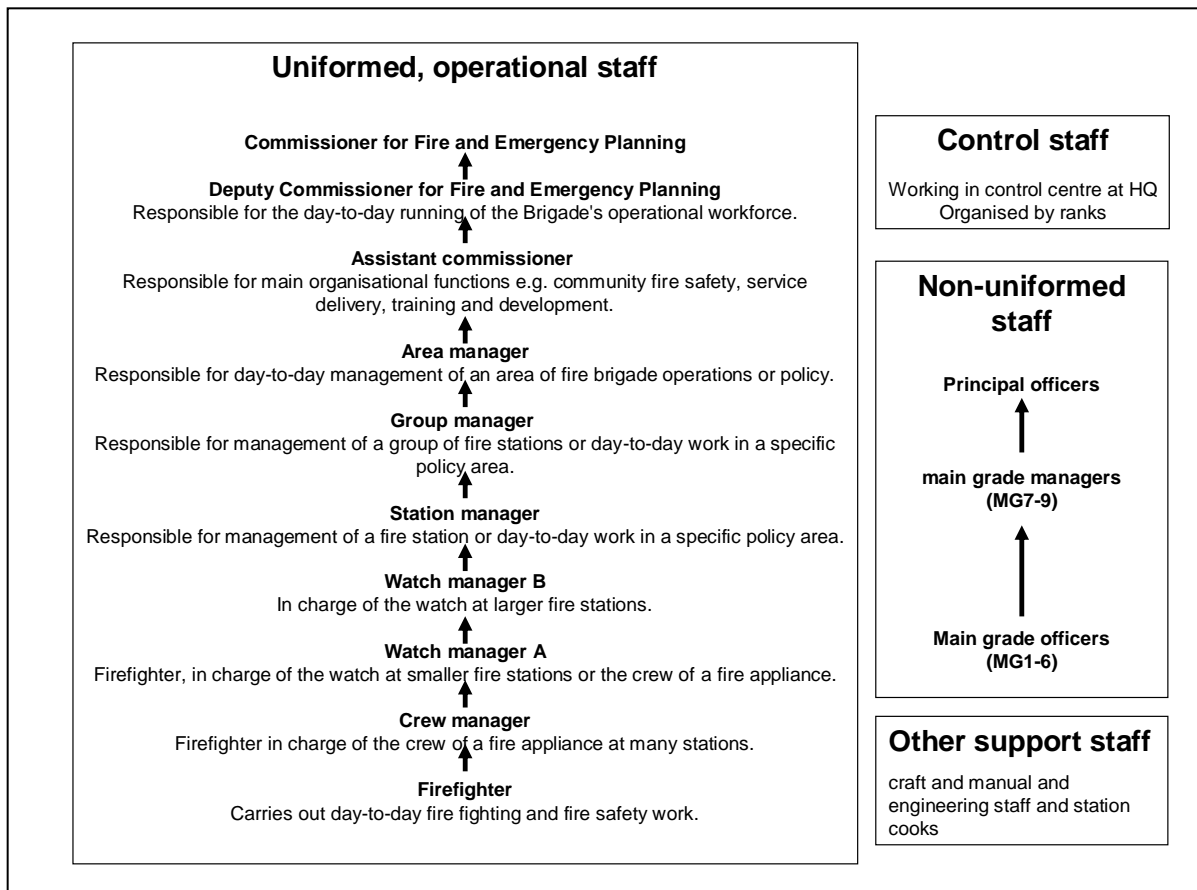 Uniformed, operational staff
Commissioner for Fire and Emergency Planning
Deputy Commissioner for Fire and Emergency Planning
Responsible for the day-to-day running of the Brigade's operational workforce.
Assistant commissioner
Responsible for main organisational functions e.g. community fire safety, service
delivery, training and development.
Area manager
Responsible for day-to-day management of an area of fire brigade operations or policy.
Group manager
Responsible for management of a group of fire stations or day-to-day work in a specific
policy area.
Station manager
Responsible for management of a fire station or day-to-day work in a specific policy area.
Watch manager B
In charge of the watch at larger fire stations.
Watch manager A
Firefighter, in charge of the watch at smaller fire stations or the crew of a fire appliance.
Crew manager
Firefighter in charge of the crew of a fire appliance at many stations.
Firefighter
Carries out day-to-day fire fighting and fire safety work.
Control staff
Working in control centre at HQ
Organised by ranks
Non-uniformed
staff
Principal officers
main grade managers
(MG7-9)
Main grade officers
(MG1-6)
Other support staff
craft and manual and
engineering staff and station
cooks